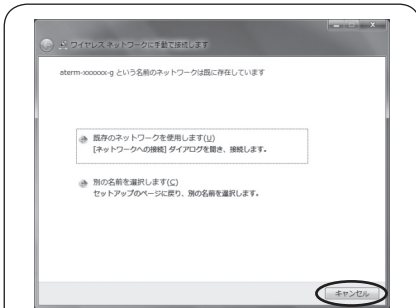 ワイヤレス ネットワークに手動で接続します
aterm-xxxxxx-g という名前のネットワークは既に存在しています
既存のネットワークを使用します(U)
[ネットワークへの接続] ダイアログを開き、接続します。
別の名前を選択します(C)
セットアップのページに戻り、別の名前を選択します。
キャンセル